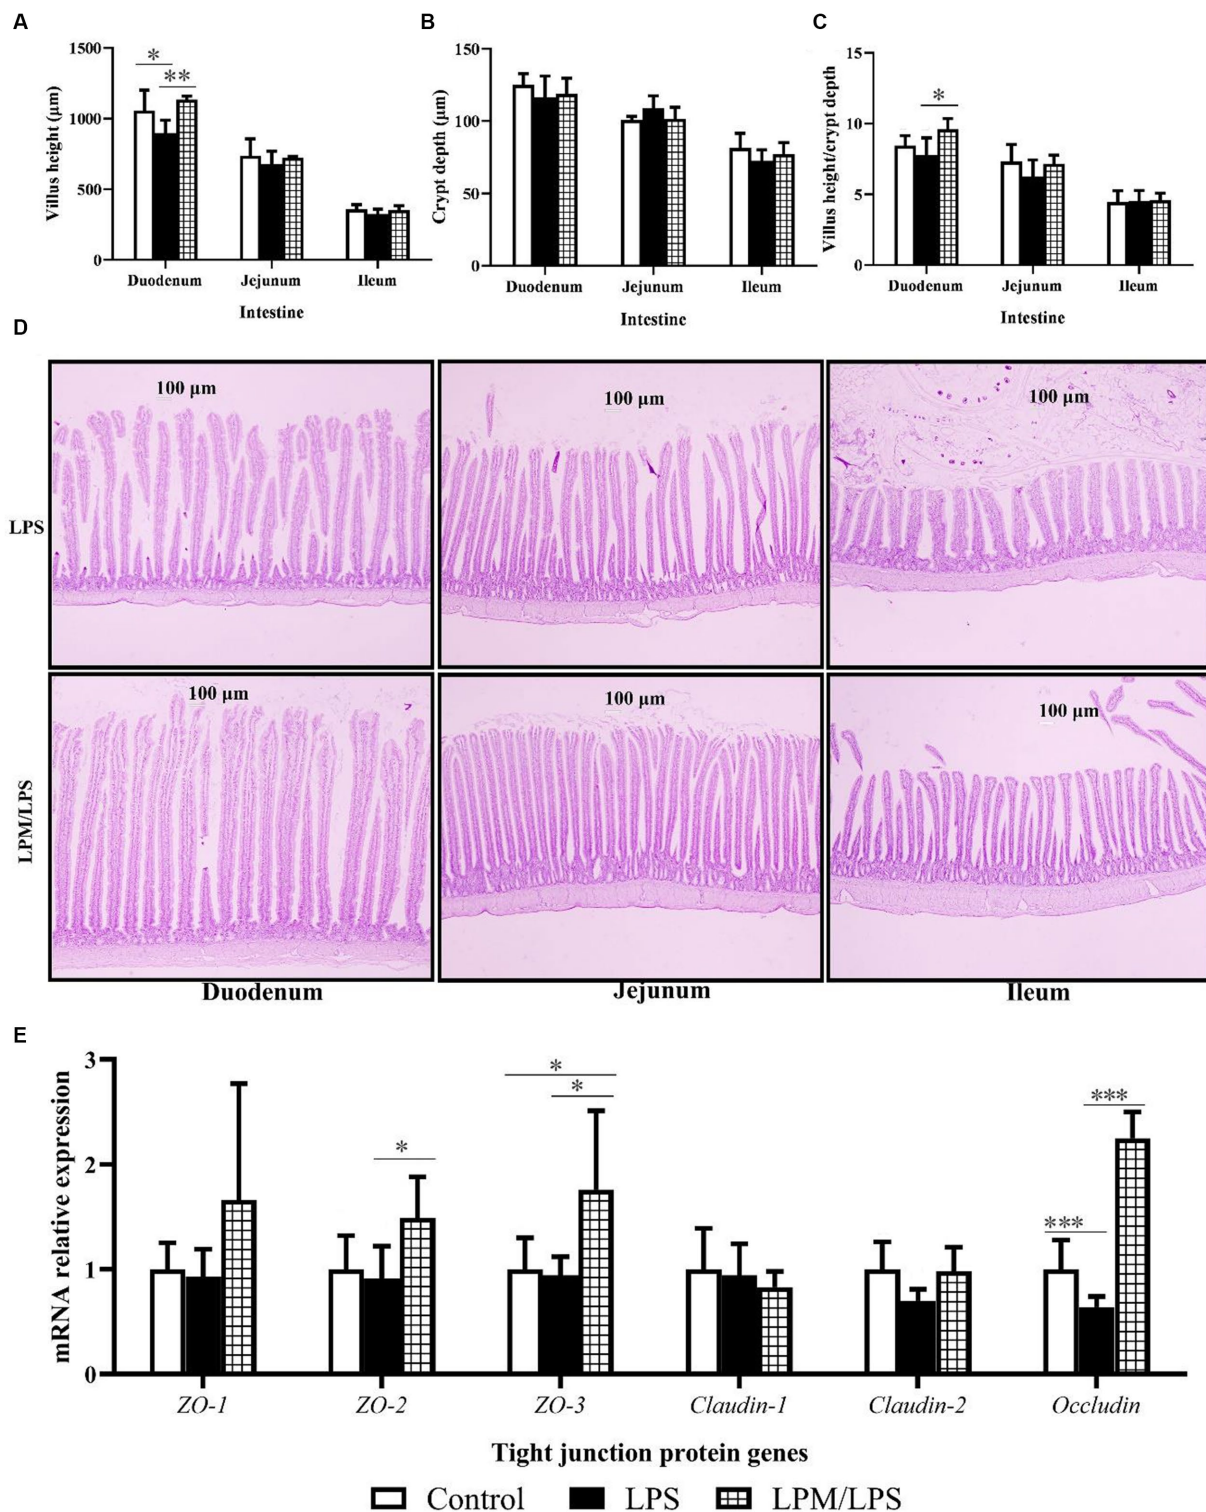 A
B
C
1500
1000
500
0
Villus height (μm)
*
**
Duodenum
Jejunum
Ileum
Intestine
150
100
50
0
Crypt depth (μm)
Duodenum
Jejunum
Ileum
Intestine
15
10
5
0
Villus height/crypt depth
*
Duodenum
Jejunum
Ileum
Intestine
D
LPS
100 μm
100 μm
100 μm
LPM/LPS
100 μm
100 μm
100 μm
Duodenum
Jejunum
Ileum
E
3
2
1
0
mRNA relative expression
*
*
*
***
***
ZO-1
ZO-2
ZO-3
Claudin-1
Claudin-2
Occludin
Tight junction protein genes
Control
LPS
LPM/LPS